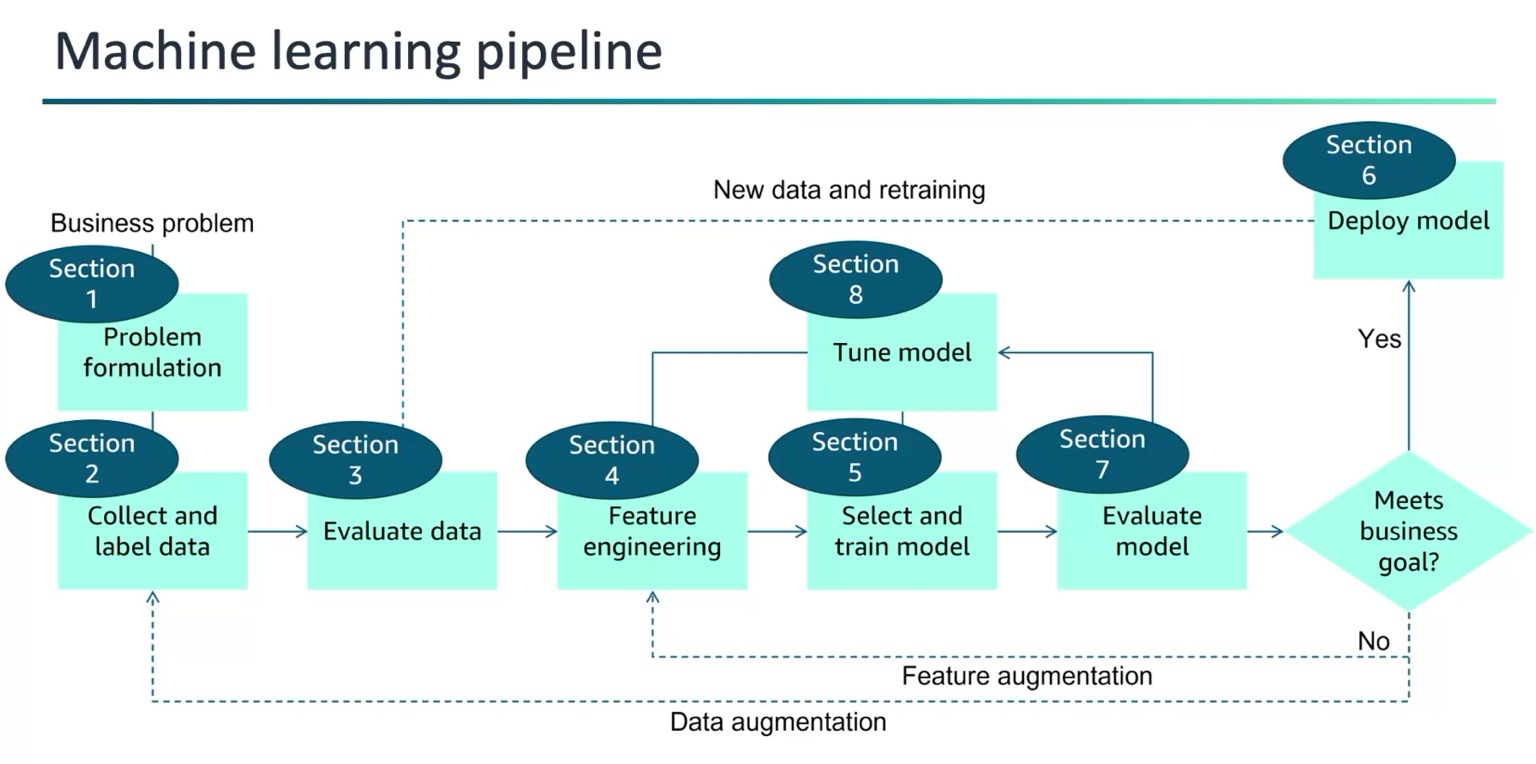 Machine learning pipeline
Section
6
Deploy model
New data and retraining
Business problem
Section
1
Problem
formulation
Section
8
Tune model
Yes
Section
2
Collect and
label data
Section
3
Evaluate data
Section
4
Feature
engineering
Section
5
Select and
train model
Section
7
Evaluate
model
Meets
business
goal?
No
Feature augmentation
Data augmentation